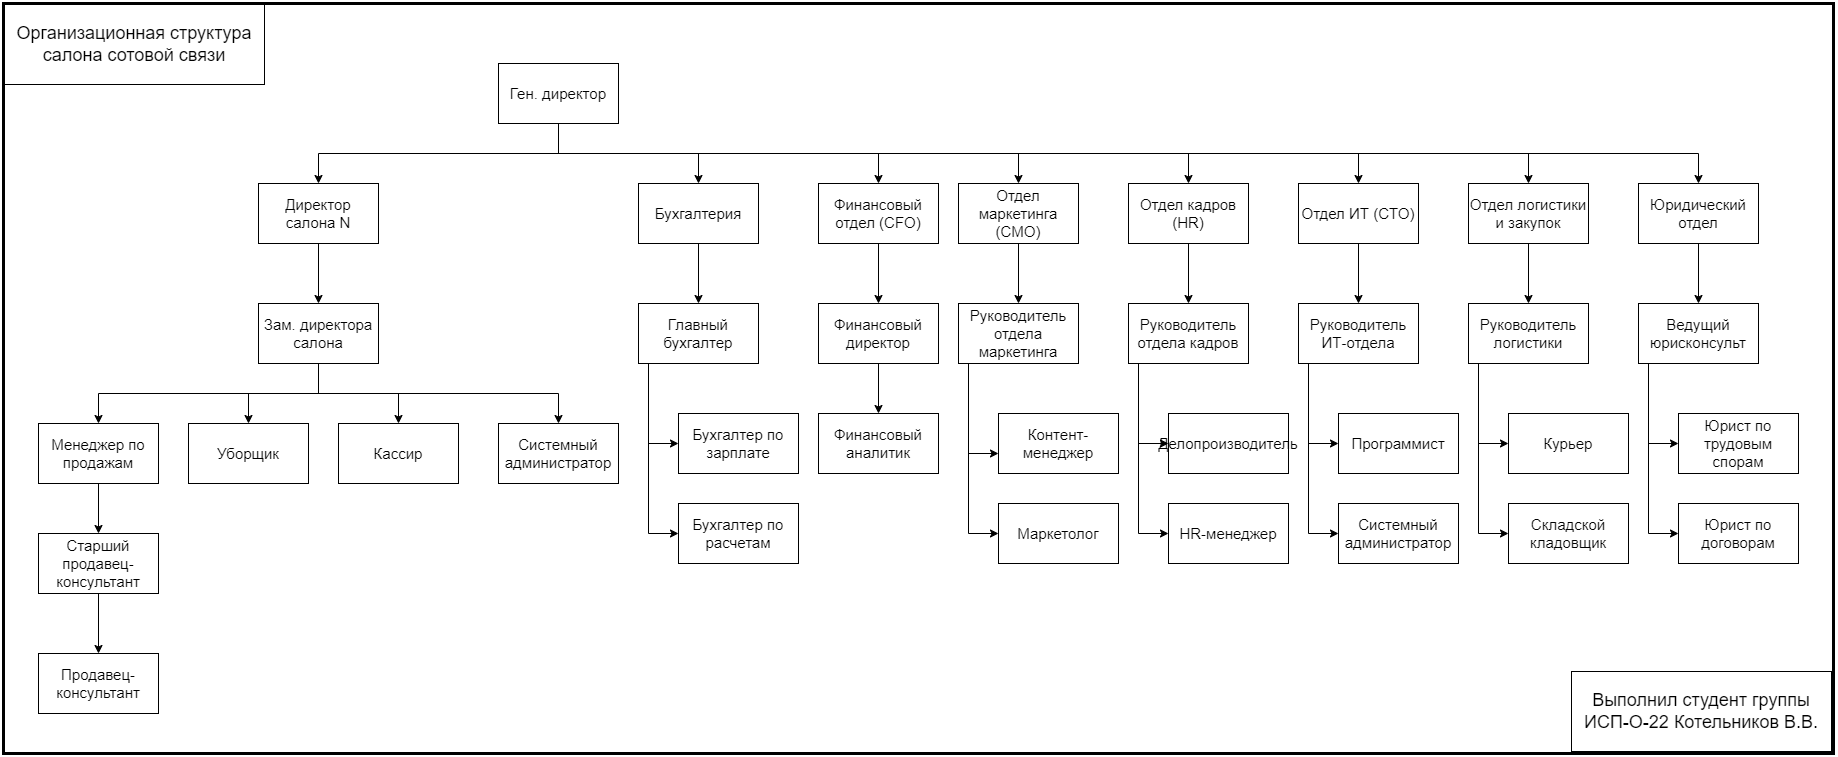 Организационная структура
салона сотовой связи
Ген. директор
Директор
салона N
Бухгалтерия
Финансовый
отдел (CFO)
Отдел
маркетинга
(CMO)
Отдел кадров
(HR)
Отдел ИТ (CTO)
Отдел логистики
и закупок
Юридический
отдел
Зам. директора
салона
Главный
бухгалтер
Финансовый
директор
Руководитель
отдела
маркетинга
Руководитель
отдела кадров
Руководитель
ИТ-отдела
Руководитель
логистики
Ведущий
юрисконсульт
Менеджер по
продажам
Уборщик
Кассир
Системный
администратор
Бухгалтер по
зарплате
Финансовый
аналитик
Контент-
менеджер
Делопроизводитель
Программист
Курьер
Юрист по
трудовым
спорам
Старший
продавец-
консультант
Бухгалтер по
расчетам
Маркетолог
HR-менеджер
Системный
администратор
Складской
кладовщик
Юрист по
договорам
Продавец-
консультант
Выполнил студент группы
ИСП-О-22 Котельников В.В.